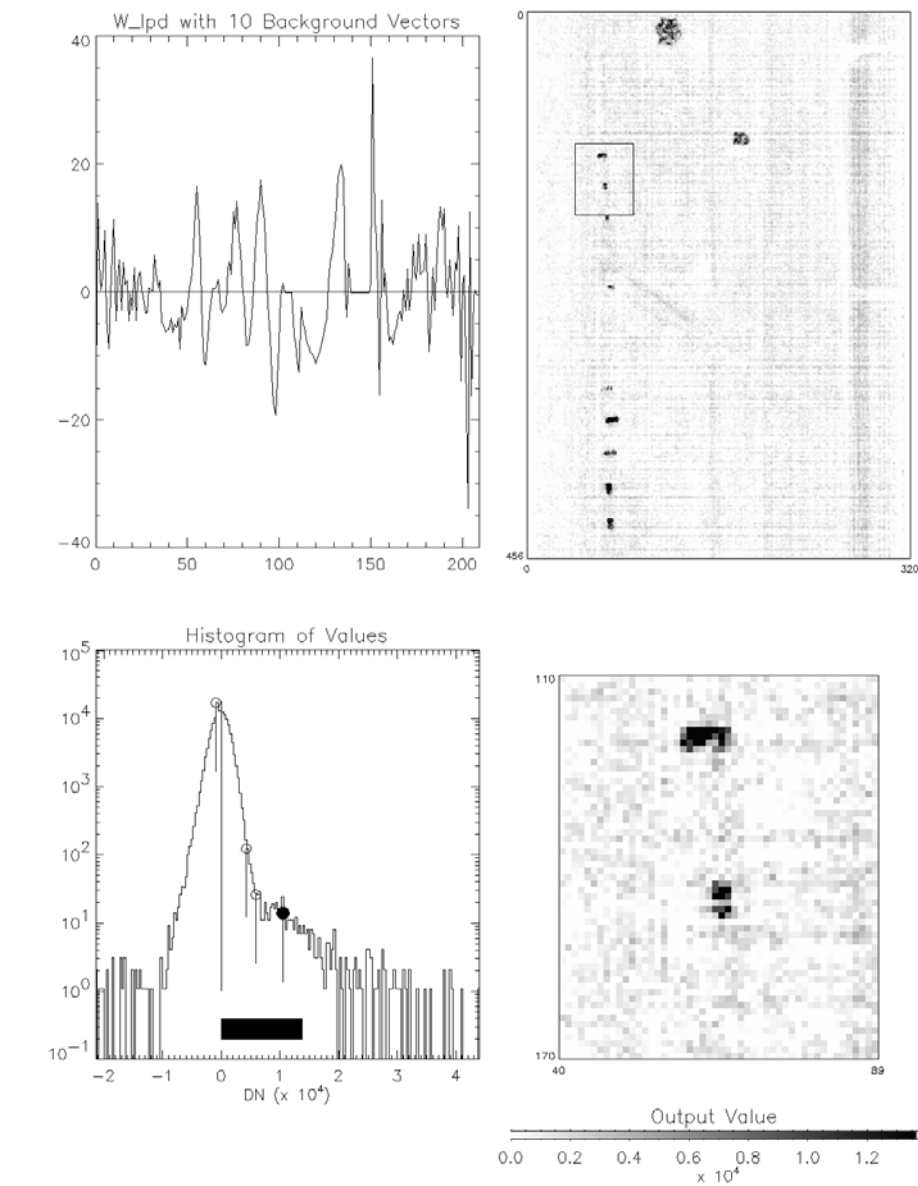 W_lpd with 10 Background Vectors
40
20
0
−20
−40
0 50 100 150 200
0
456
0 320
Histogram of Values
10⁵
10⁴
10³
10²
10¹
10⁰
10⁻¹
−2 −1 0 1 2 3 4
DN (x 10⁴)
110
170
40 89
Output Value
0.0 0.2 0.4 0.6 0.8 1.0 1.2
x 10⁴